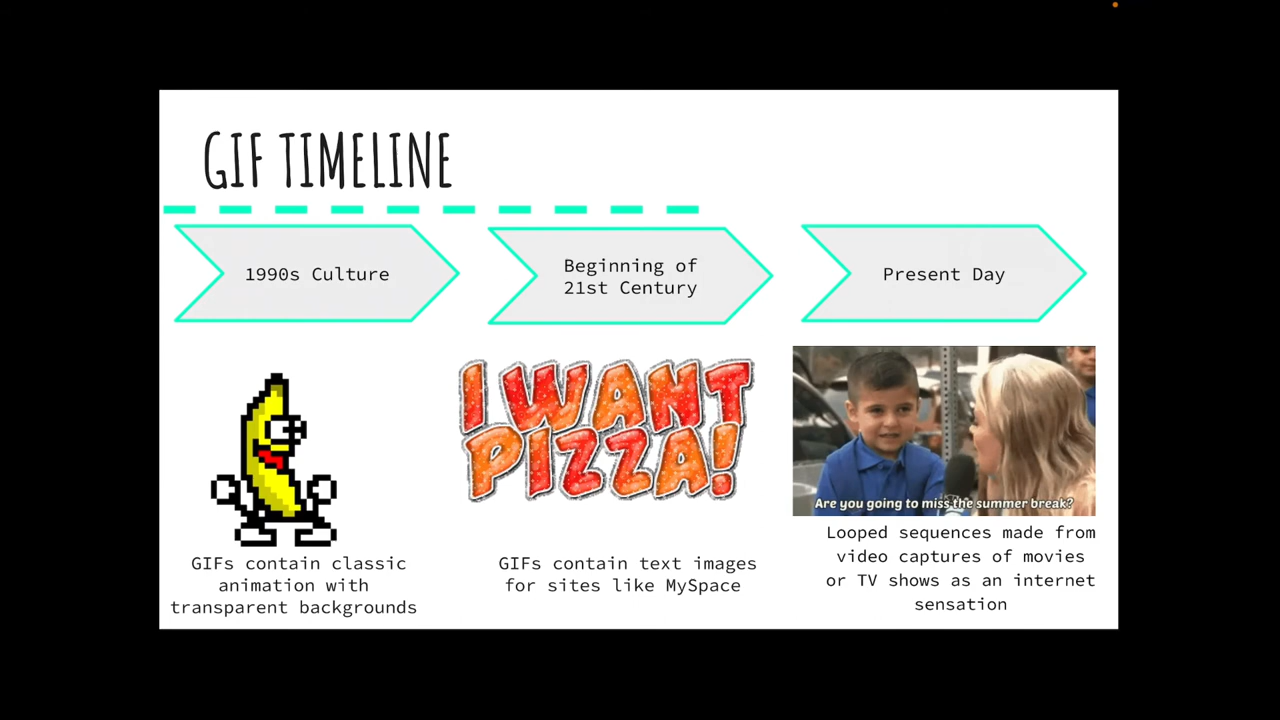 GIF TIMELINE
1990s Culture
Beginning of
21st Century
Present Day
I WANT
PIZZA!
Are you going to miss the summer break?
GIFs contain classic
animation with
transparent backgrounds
GIFs contain text images
for sites like MySpace
Looped sequences made from
video captures of movies
or TV shows as an internet
sensation